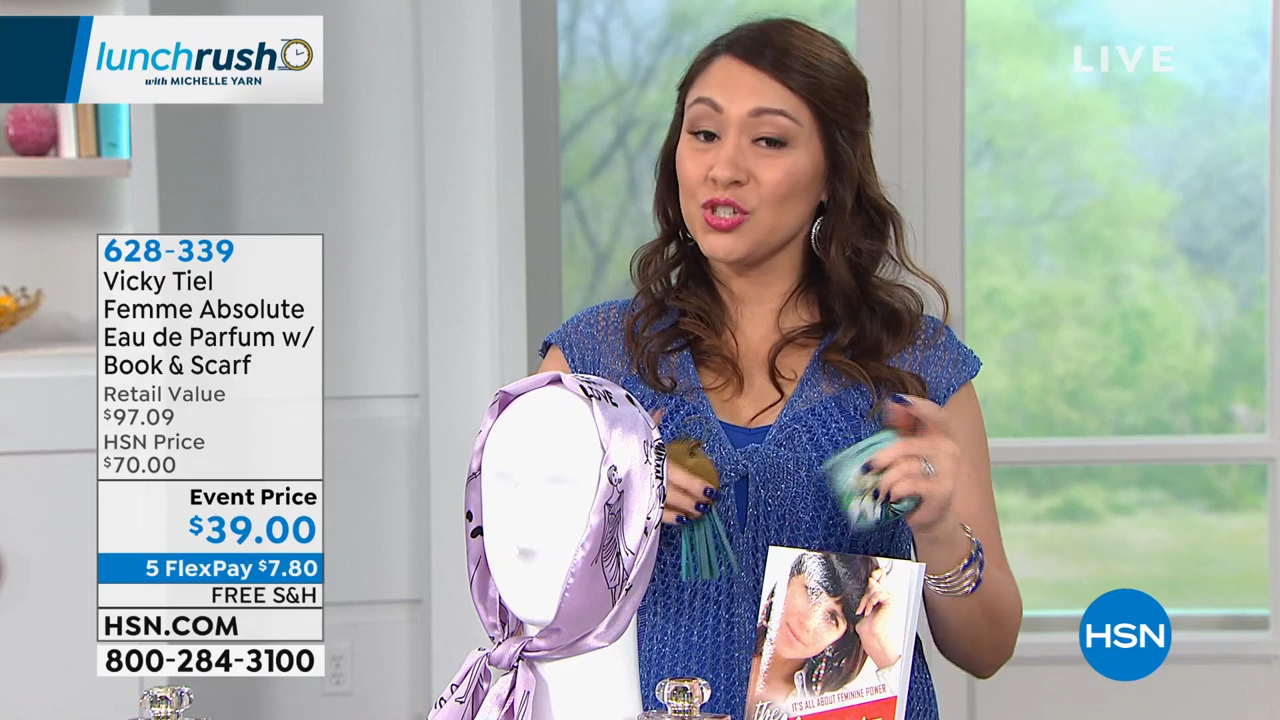 lunchrush
with MICHELLE YARN
LIVE
628-339
Vicky Tiel
Femme Absolute
Eau de Parfum w/
Book & Scarf
Retail Value
$97.09
HSN Price
$70.00
Event Price
$39.00
5 FlexPay $7.80
FREE S&H
HSN.COM
800-284-3100
LOVE
IT'S ALL ABOUT FEMININE POWER
The
HSN